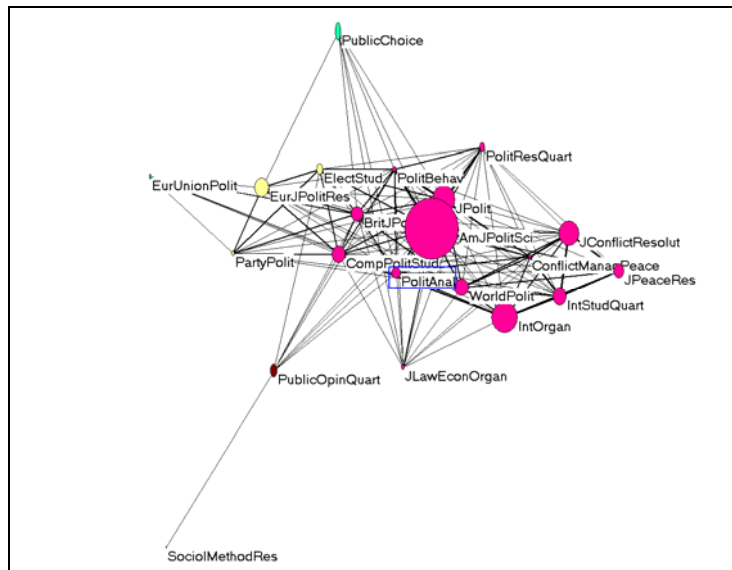 PublicChoice
PolitResQuart
ElectStud
PolitBehav
EurUnionPolit
EurJPolitRes
JPolit
BritJPo
AmJPolitSci
JConflictResolut
PartyPolit
CompPolitStud
ConflictManagPeace
PolitAnal
WorldPolit
JPeaceRes
IntStudQuart
IntOrgan
PublicOpinQuart
JLawEconOrgan
SociolMethodRes